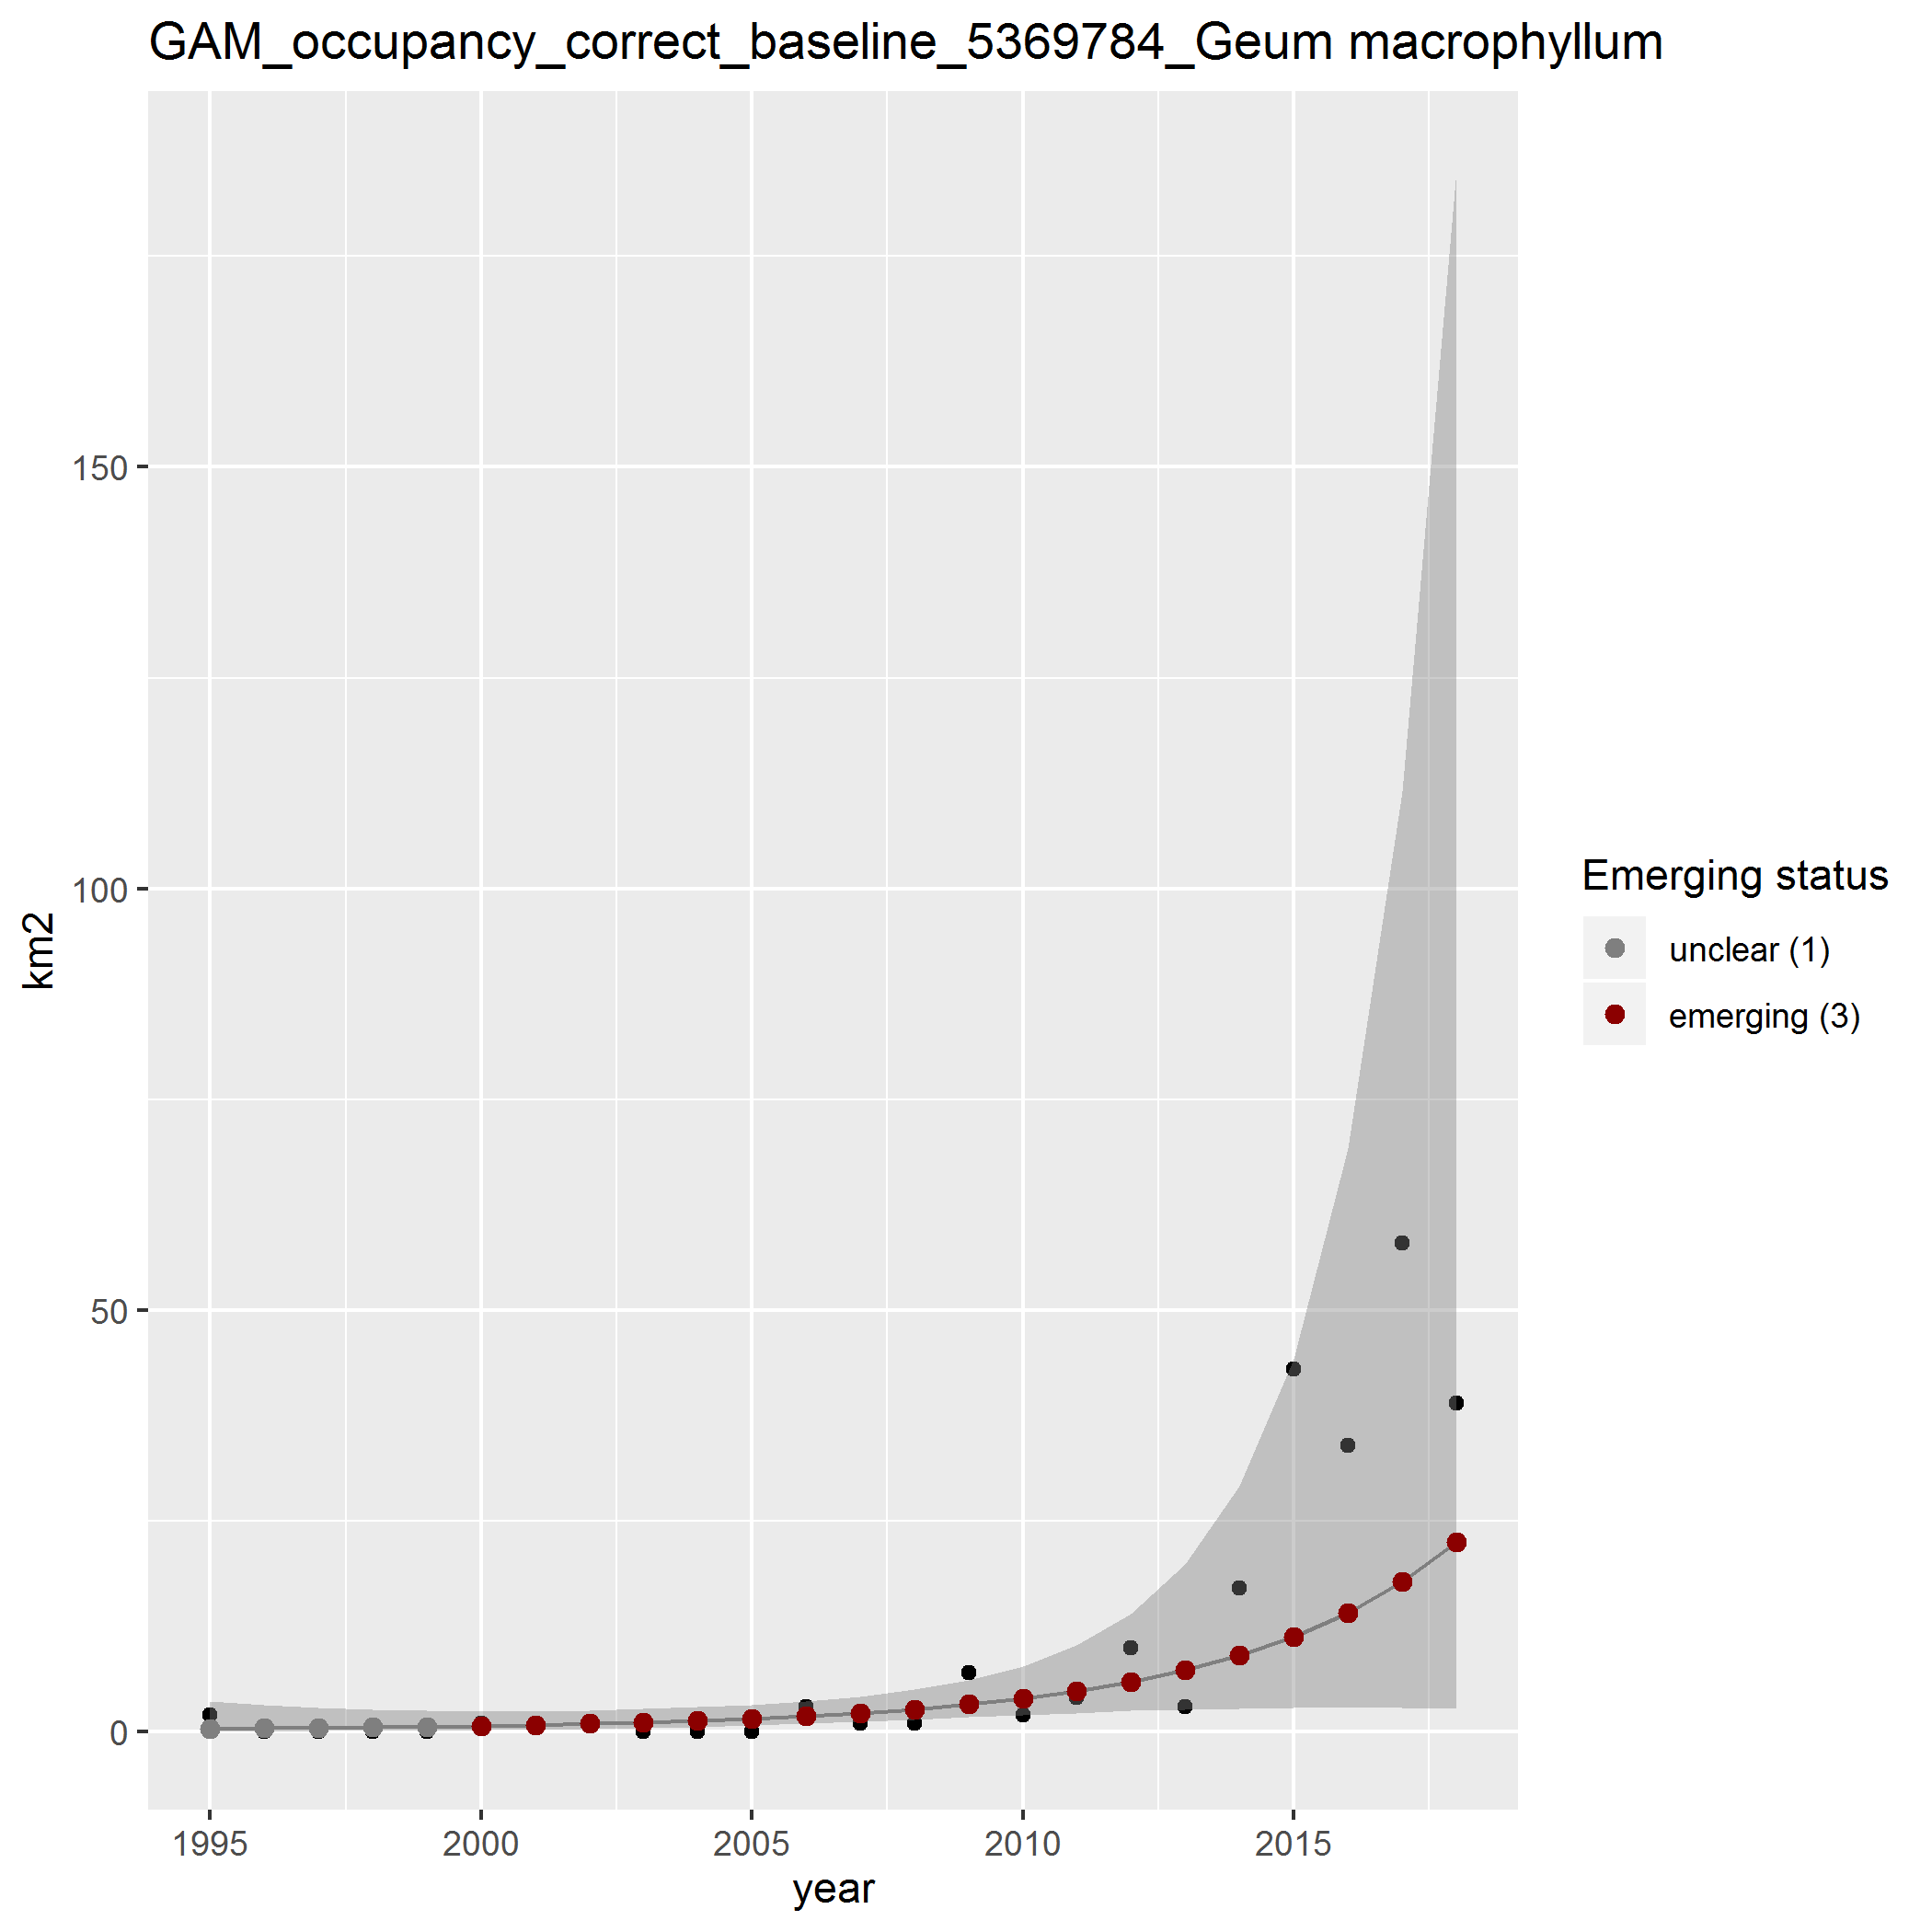 GAM_occupancy_correct_baseline_5369784_Geum macrophyllum
150
100
50
0
km2
1995
2000
2005
2010
2015
year
Emerging status
unclear (1)
emerging (3)